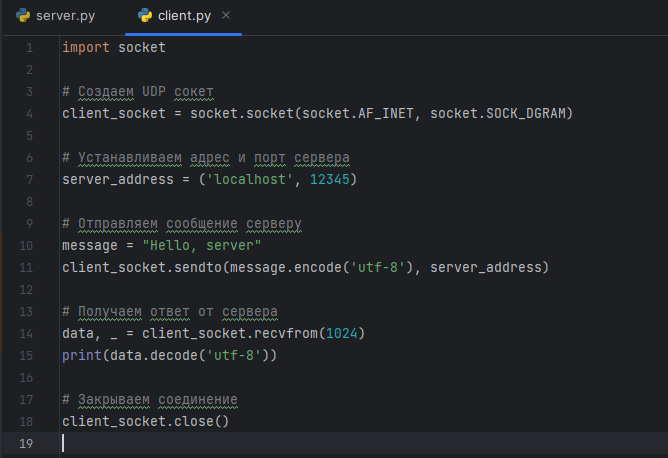 server.py client.py
1 import socket
2
3 # Создаем UDP сокет
4 client_socket = socket.socket(socket.AF_INET, socket.SOCK_DGRAM)
5
6 # Устанавливаем адрес и порт сервера
7 server_address = ('localhost', 12345)
8
9 # Отправляем сообщение серверу
10 message = "Hello, server"
11 client_socket.sendto(message.encode('utf-8'), server_address)
12
13 # Получаем ответ от сервера
14 data, _ = client_socket.recvfrom(1024)
15 print(data.decode('utf-8'))
16
17 # Закрываем соединение
18 client_socket.close()
19